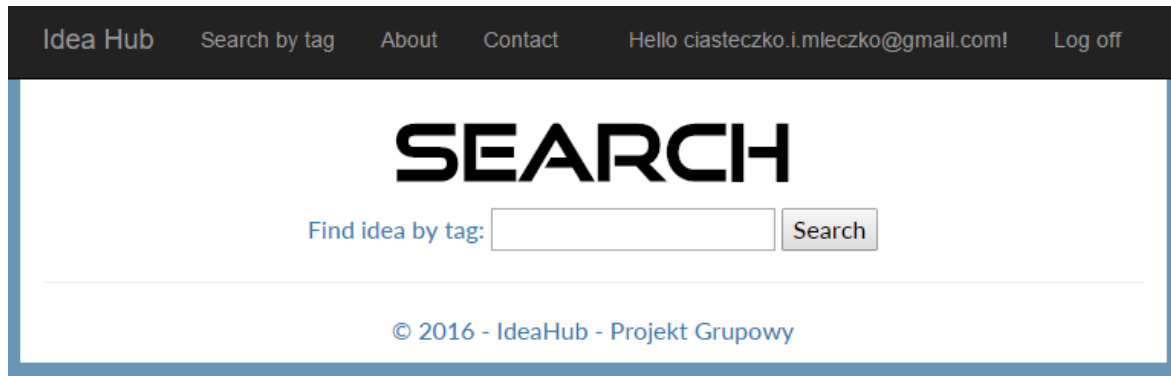 Idea Hub Search by tag About Contact Hello ciasteczko.i.mleczko@gmail.com! Log off
SEARCH
Find idea by tag: Search
© 2016 - IdeaHub - Projekt Grupowy